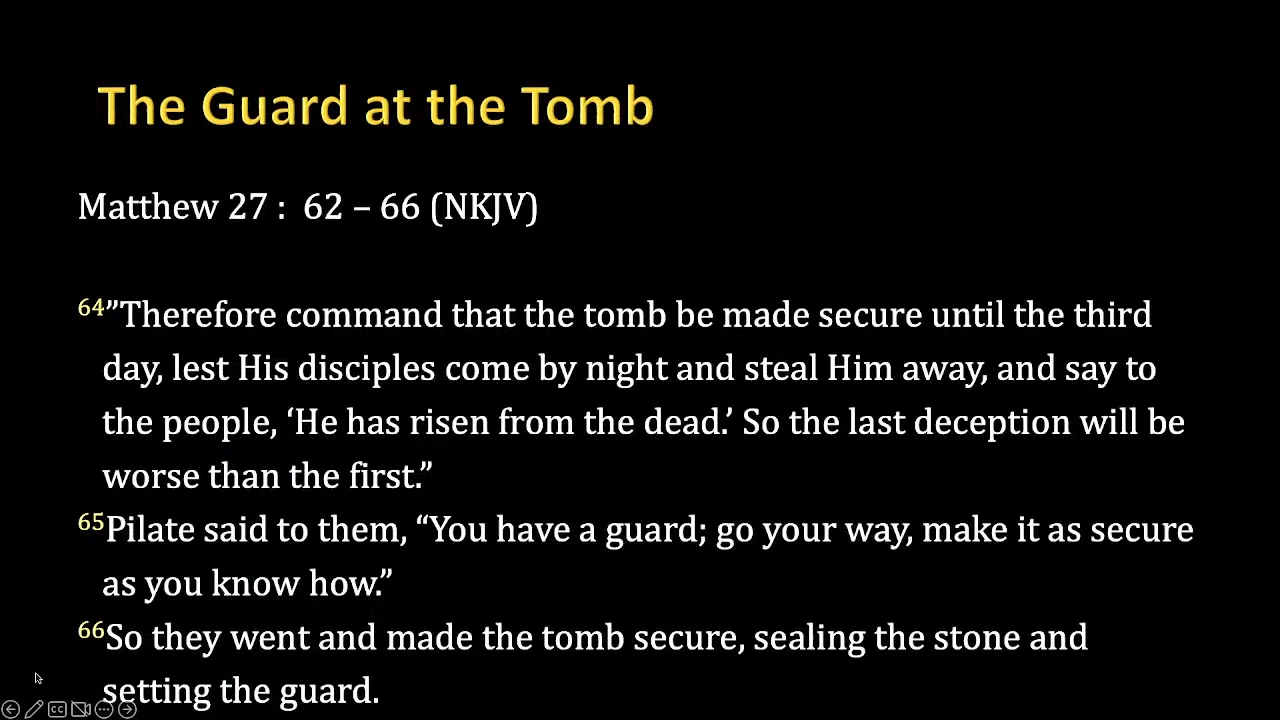 The Guard at the Tomb
Matthew 27 :  62 – 66 (NKJV)
64”Therefore command that the tomb be made secure until the third
day, lest His disciples come by night and steal Him away, and say to
the people, ‘He has risen from the dead.’ So the last deception will be
worse than the first.”
65Pilate said to them, “You have a guard; go your way, make it as secure
as you know how.”
66So they went and made the tomb secure, sealing the stone and
setting the guard.
CC